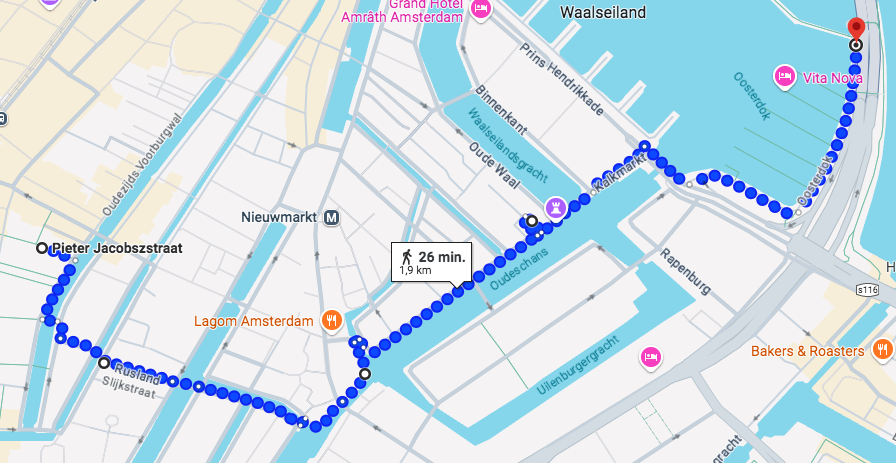 Grand Hotel
Amrâth Amsterdam
Waalseiland
Prins Hendrikkade
Vita Nova
Oosterdok
Binnenkant
Waalseilandsgracht
Oude Waal
Oudezijds Voorburgwal
Kalkmarkt
Oosterdok
Nieuwmarkt M
Pieter Jacobszstraat
26 min.
1,9 km
Oudeschans
Rapenburg
s116
H
Lagom Amsterdam
Bakers & Roasters
Uilenburgergracht
Rusland
Slijkstraat
gracht